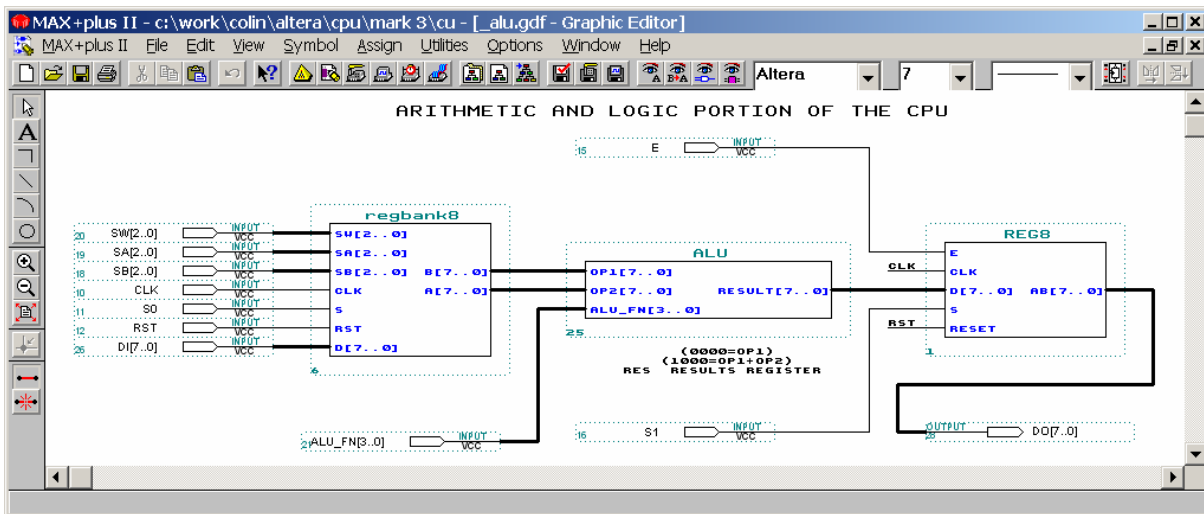 MAX+plus II - c:\work\colin\altera\cpu\mark 3\cu - [_alu.gdf - Graphic Editor]
MAX+plus II File Edit View Symbol Assign Utilities Options Window Help
Altera 7
ARITHMETIC AND LOGIC PORTION OF THE CPU
15 E INPUT VCC
regbank8
20 SW[2..0] INPUT VCC SW[2..0]
19 SA[2..0] INPUT VCC SA[2..0]
18 SB[2..0] INPUT VCC SB[2..0] B[7..0]
10 CLK INPUT VCC CLK A[7..0]
11 S0 INPUT VCC S
12 RST INPUT VCC RST
26 DI[7..0] INPUT VCC D[7..0]
6
ALU
OP1[7..0]
OP2[7..0] RESULT[7..0]
ALU_FN[3..0]
25
(0000=OP1)
(1000=OP1+OP2)
RES RESULTS REGISTER
REG8
E
CLK CLK
D[7..0] AB[7..0]
S
RST RESET
1
21 ALU_FN[3..0] INPUT VCC
16 S1 INPUT VCC
OUTPUT DO[7..0]